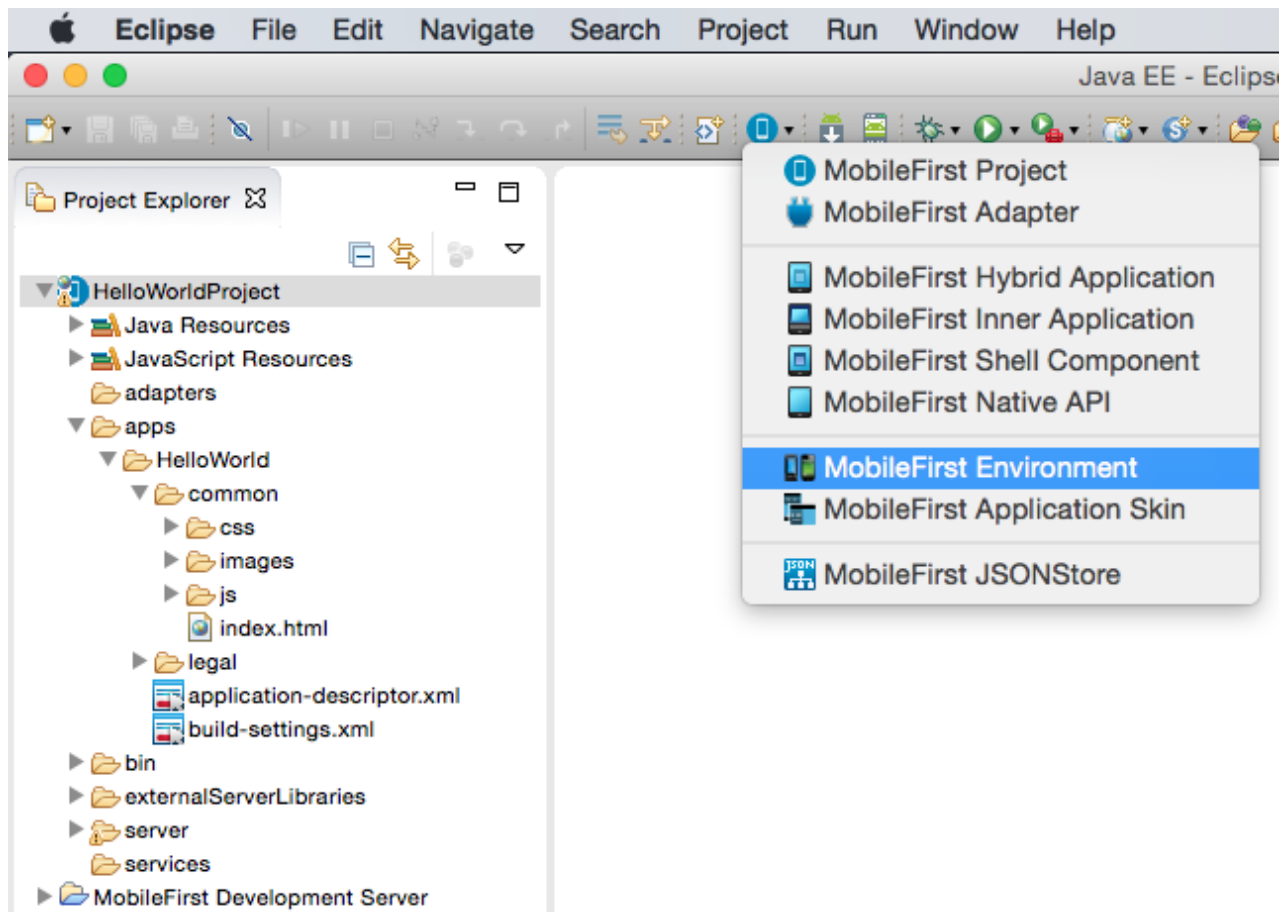 Eclipse File Edit Navigate Search Project Run Window Help
Java EE - Eclipse
Project Explorer
HelloWorldProject
Java Resources
JavaScript Resources
adapters
apps
HelloWorld
common
css
images
js
index.html
legal
application-descriptor.xml
build-settings.xml
bin
externalServerLibraries
server
services
MobileFirst Development Server
MobileFirst Project
MobileFirst Adapter
MobileFirst Hybrid Application
MobileFirst Inner Application
MobileFirst Shell Component
MobileFirst Native API
MobileFirst Environment
MobileFirst Application Skin
JSON
MobileFirst JSONStore